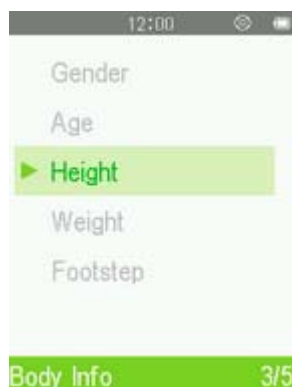 12:00
Gender
Age
Height
Weight
Footstep
Body Info 3/5